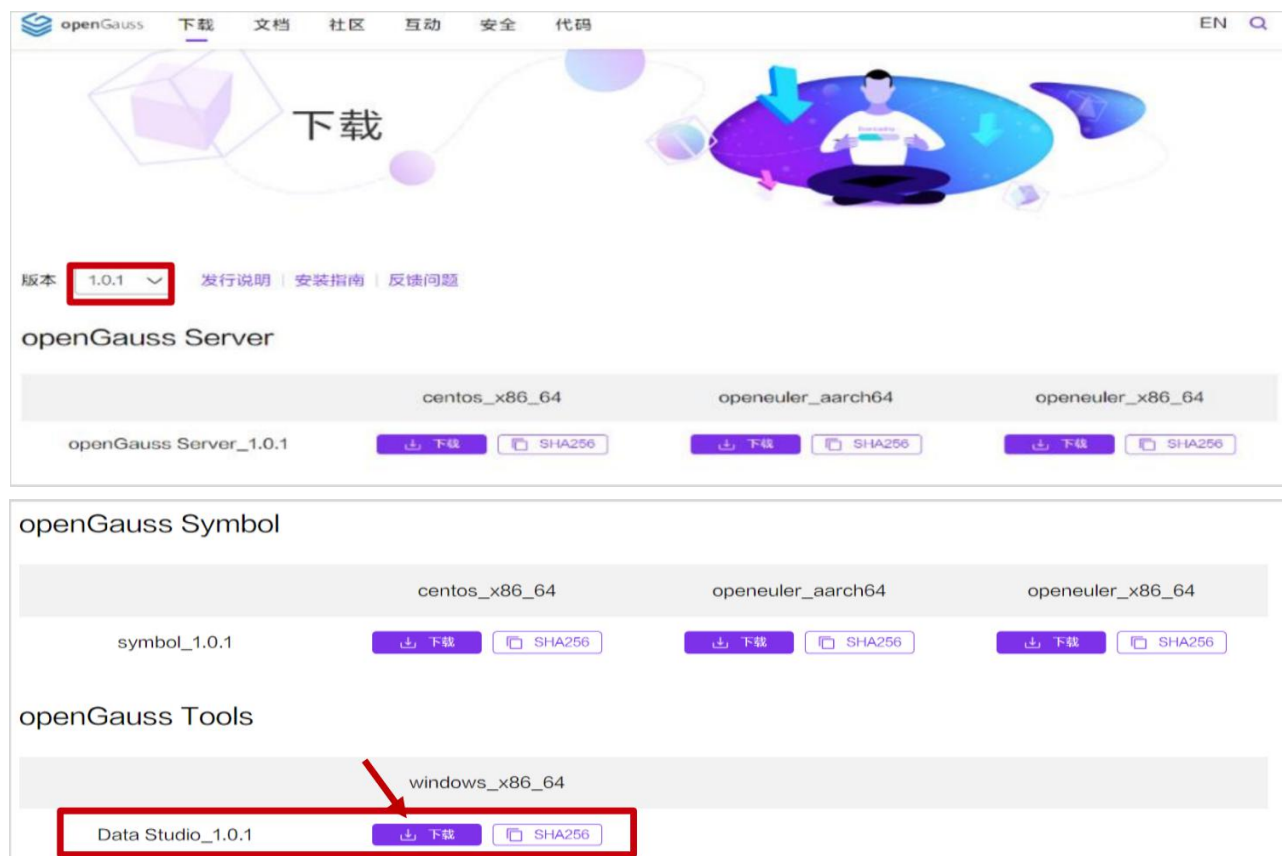 openGauss 下载 文档 社区 互动 安全 代码 EN
下载
Downloading
版本 1.0.1 发行说明 安装指南 反馈问题
openGauss Server
centos_x86_64 openeuler_aarch64 openeuler_x86_64
openGauss Server_1.0.1 下载 SHA256 下载 SHA256 下载 SHA256
openGauss Symbol
centos_x86_64 openeuler_aarch64 openeuler_x86_64
symbol_1.0.1 下载 SHA256 下载 SHA256 下载 SHA256
openGauss Tools
windows_x86_64
Data Studio_1.0.1 下载 SHA256